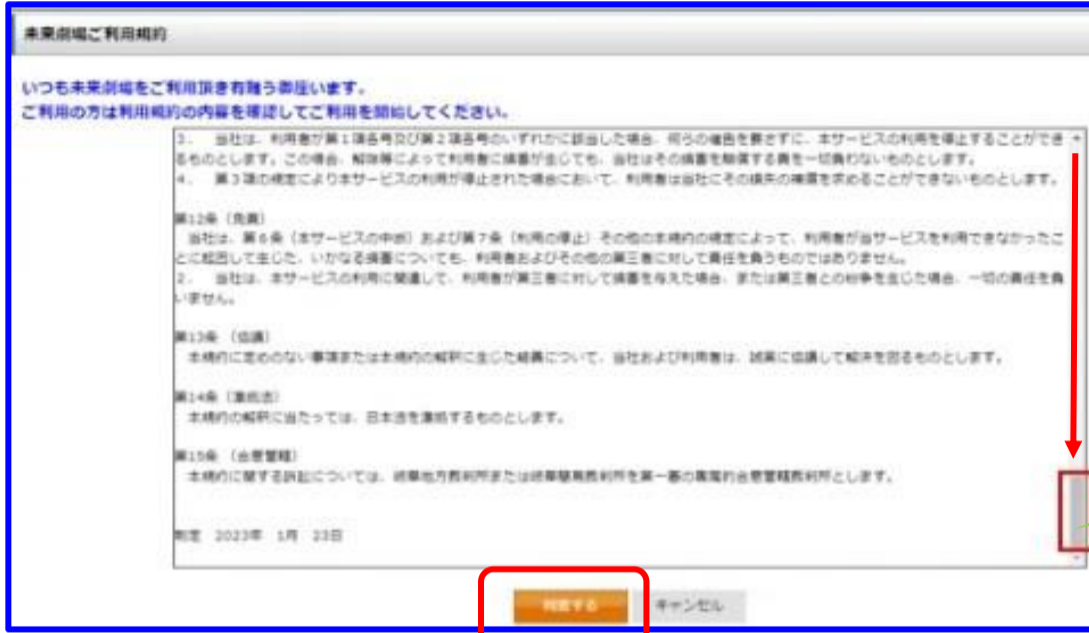 未来劇場ご利用規約
いつも未来劇場をご利用頂き有難う御座います。
ご利用の方は利用規約の内容を確認してご利用を開始してください。
3.　当社は、利用者が第1項各号及び第2項各号のいずれかに該当した場合、何らの催告を要さずに、本サービスの利用を停止することができ
るものとします。この場合、解除等によって利用者に損害が生じても、当社はその損害を賠償する責を一切負わないものとします。
4.　第3項の規定により本サービスの利用が停止された場合において、利用者は当社にその損失の補償を求めることができないものとします。
第12条（免責）
当社は、第6条（本サービスの中断）および第7条（利用の停止）その他の本規約の規定によって、利用者が当サービスを利用できなかったこ
とに起因して生じた、いかなる損害についても、利用者およびその他の第三者に対して責任を負うものではありません。
2.　当社は、本サービスの利用に関連して、利用者が第三者に対して損害を与えた場合、または第三者との紛争を生じた場合、一切の責任を負
いません。
第13条（協議）
本規約に定めのない事項または本規約の解釈に生じた疑義について、当社および利用者は、誠実に協議して解決を図るものとします。
第14条（準拠法）
本規約の解釈に当たっては、日本法を準拠するものとします。
第15条（合意管轄）
本規約に関する訴訟については、岐阜地方裁判所または岐阜簡易裁判所を第一審の専属的合意管轄裁判所とします。
制定　2023年　1月　23日
同意する
キャンセル